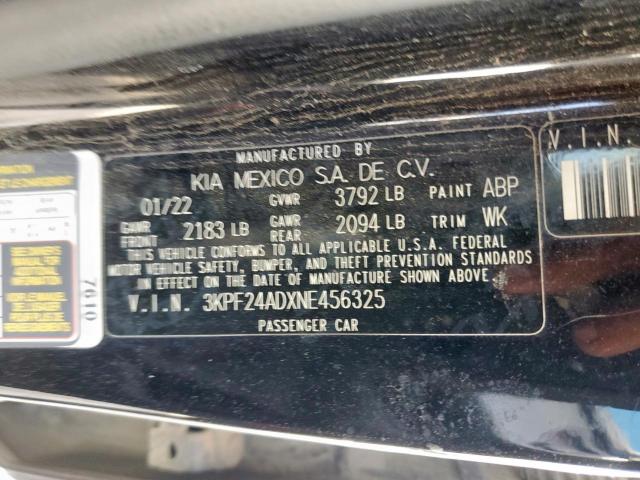 MANUFACTURED BY
KIA MEXICO S.A. DE C.V.
01/22 GVWR 3792 LB PAINT ABP
GAWR FRONT 2183 LB GAWR REAR 2094 LB TRIM WK
THIS VEHICLE CONFORMS TO ALL APPLICABLE U.S.A. FEDERAL
MOTOR VEHICLE SAFETY, BUMPER, AND THEFT PREVENTION STANDARDS
IN EFFECT ON THE DATE OF MANUFACTURE SHOWN ABOVE.
V.I.N. 3KPF24ADXNE456325
PASSENGER CAR
V.I.N.
7610